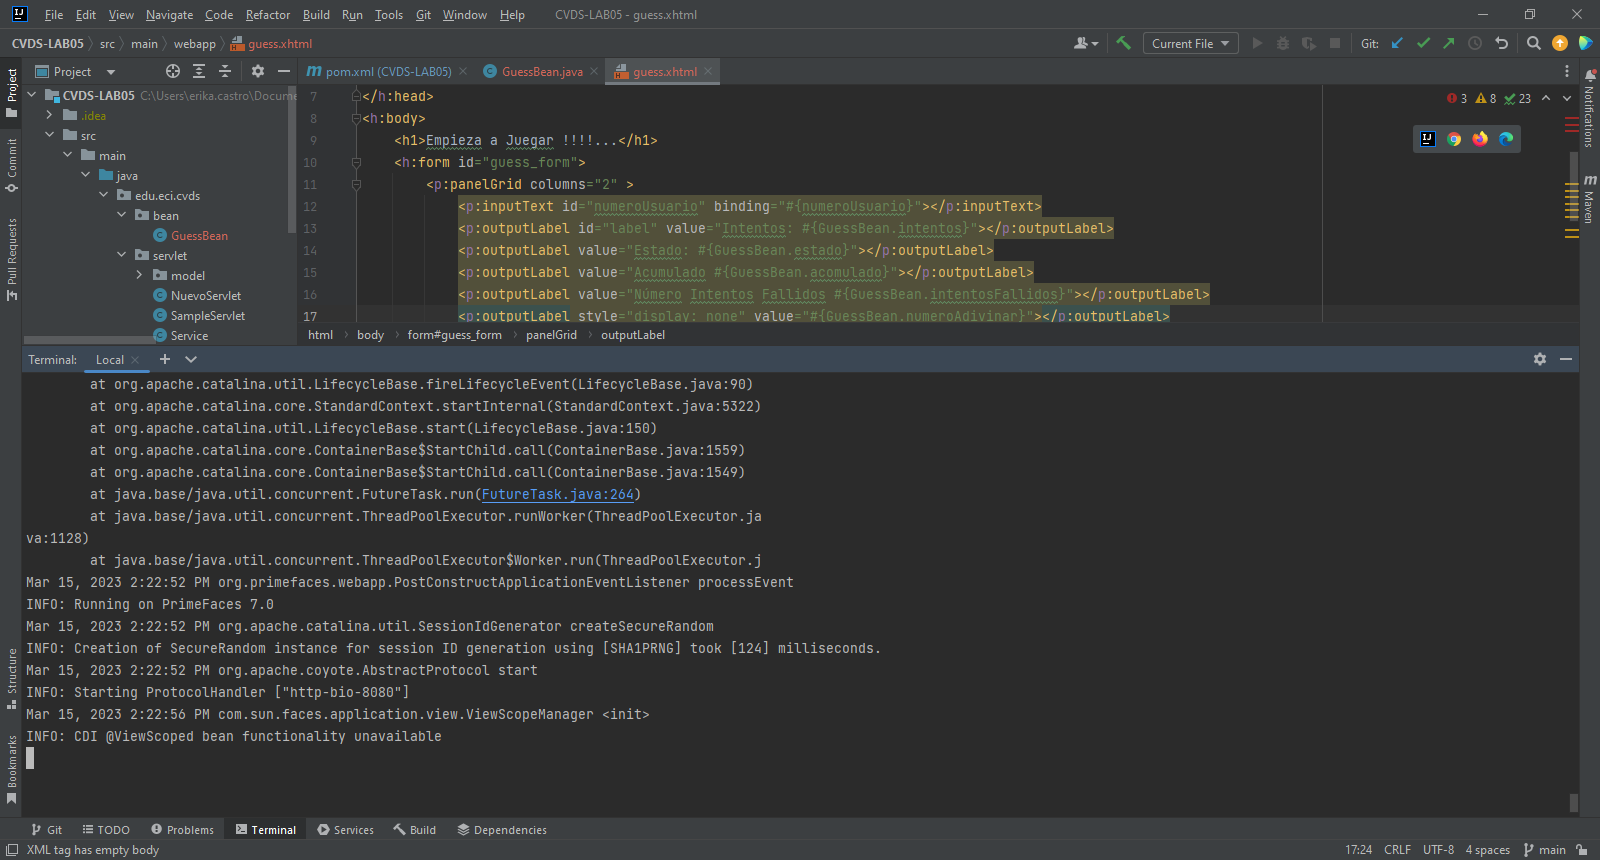 File Edit View Navigate Code Refactor Build Run Tools Git Window Help CVDS-LAB05 - guess.xhtml
CVDS-LAB05 src main webapp guess.xhtml Current File Git:
Project pom.xml (CVDS-LAB05) GuessBean.java guess.xhtml
Project
Commit
Pull Requests
Structure
Bookmarks
Notifications
Maven
CVDS-LAB05 C:\Users\erika.castro\Docume
.idea
src
main
java
edu.eci.cvds
bean
GuessBean
servlet
model
NuevoServlet
SampleServlet
Service
3 8 23
7 </h:head>
8 <h:body>
9 <h1>Empieza a Juegar !!!!...</h1>
10 <h:form id="guess_form">
11 <p:panelGrid columns="2" >
12 <p:inputText id="numeroUsuario" binding="#{numeroUsuario}"></p:inputText>
13 <p:outputLabel id="label" value="Intentos: #{GuessBean.intentos}"></p:outputLabel>
14 <p:outputLabel value="Estado: #{GuessBean.estado}"></p:outputLabel>
15 <p:outputLabel value="Acumulado #{GuessBean.acomulado}"></p:outputLabel>
16 <p:outputLabel value="Número Intentos Fallidos #{GuessBean.intentosFallidos}"></p:outputLabel>
17 <p:outputLabel style="display: none" value="#{GuessBean.numeroAdivinar}"></p:outputLabel>
html body form#guess_form panelGrid outputLabel
Terminal: Local
at org.apache.catalina.util.LifecycleBase.fireLifecycleEvent(LifecycleBase.java:90)
at org.apache.catalina.core.StandardContext.startInternal(StandardContext.java:5322)
at org.apache.catalina.util.LifecycleBase.start(LifecycleBase.java:150)
at org.apache.catalina.core.ContainerBase$StartChild.call(ContainerBase.java:1559)
at org.apache.catalina.core.ContainerBase$StartChild.call(ContainerBase.java:1549)
at java.base/java.util.concurrent.FutureTask.run(FutureTask.java:264)
at java.base/java.util.concurrent.ThreadPoolExecutor.runWorker(ThreadPoolExecutor.ja
va:1128)
at java.base/java.util.concurrent.ThreadPoolExecutor$Worker.run(ThreadPoolExecutor.j
Mar 15, 2023 2:22:52 PM org.primefaces.webapp.PostConstructApplicationEventListener processEvent
INFO: Running on PrimeFaces 7.0
Mar 15, 2023 2:22:52 PM org.apache.catalina.util.SessionIdGenerator createSecureRandom
INFO: Creation of SecureRandom instance for session ID generation using [SHA1PRNG] took [124] milliseconds.
Mar 15, 2023 2:22:52 PM org.apache.coyote.AbstractProtocol start
INFO: Starting ProtocolHandler ["http-bio-8080"]
Mar 15, 2023 2:22:56 PM com.sun.faces.application.view.ViewScopeManager <init>
INFO: CDI @ViewScoped bean functionality unavailable
Git TODO Problems Terminal Services Build Dependencies
XML tag has empty body 17:24 CRLF UTF-8 4 spaces main